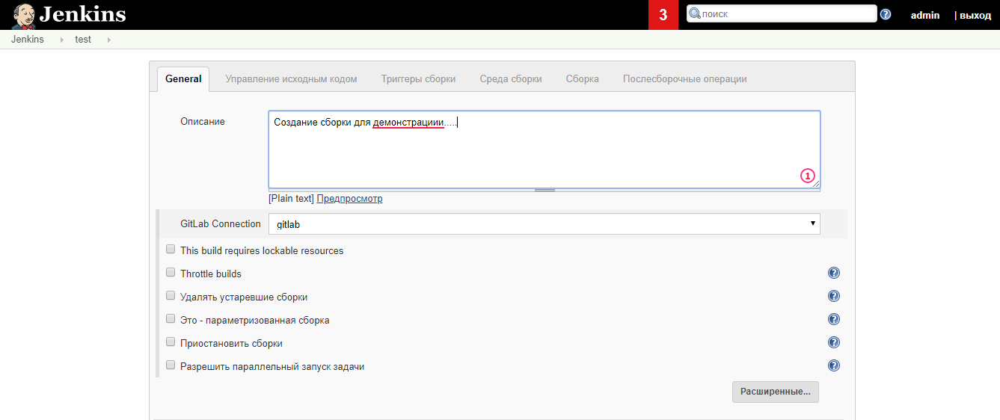 Jenkins
3
поиск
admin
| выход
Jenkins
test
General
Управление исходным кодом
Триггеры сборки
Среда сборки
Сборка
Послесборочные операции
Описание
Создание сборки для демонстрациии.....
1
[Plain text] Предпросмотр
GitLab Connection
gitlab
This build requires lockable resources
Throttle builds
Удалять устаревшие сборки
Это - параметризованная сборка
Приостановить сборки
Разрешить параллельный запуск задачи
Расширенные...